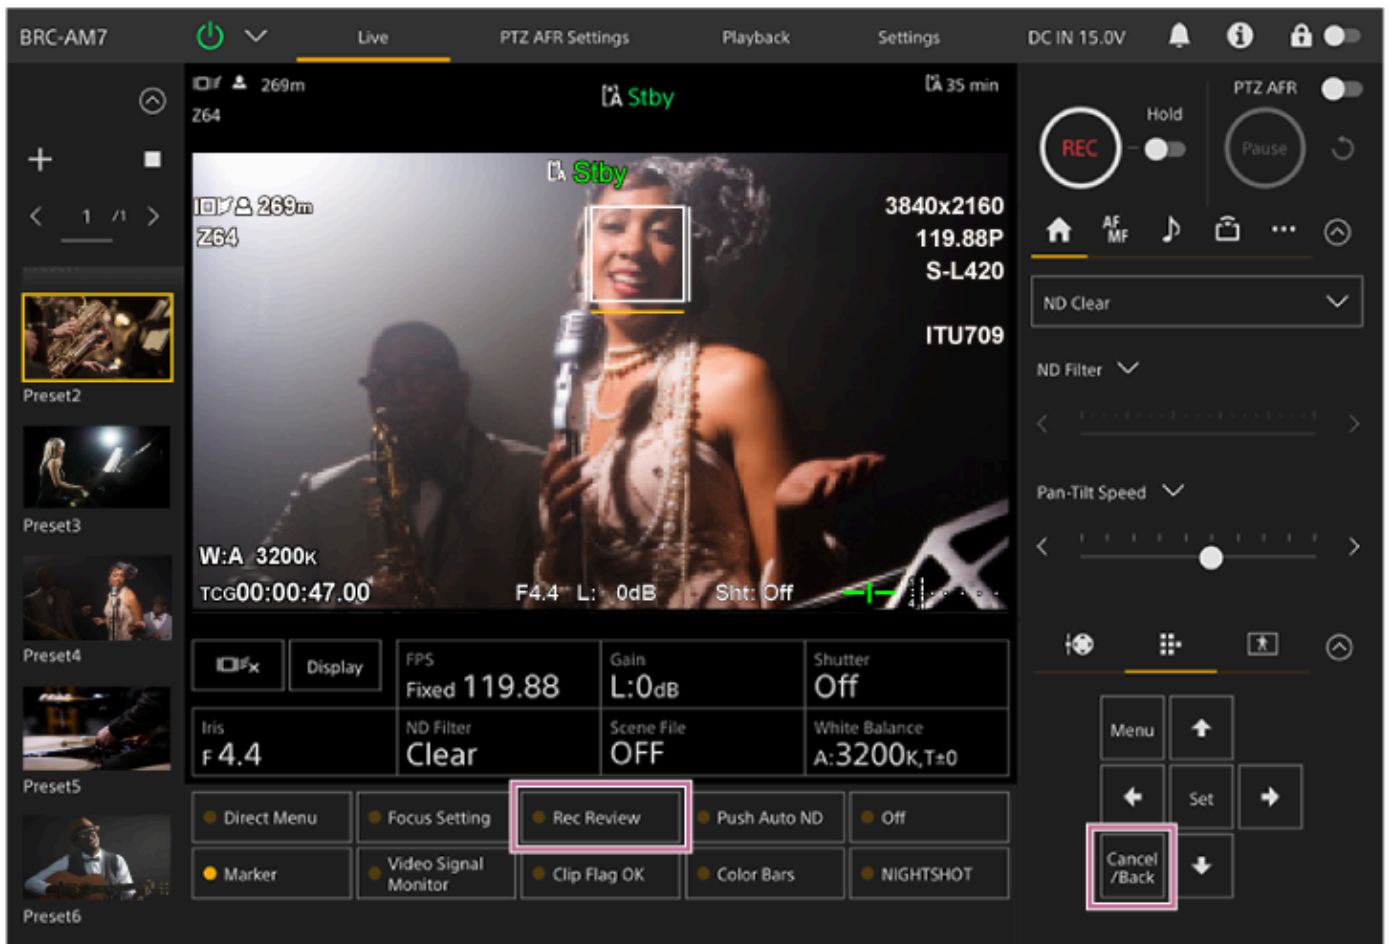 BRC-AM7
Live
PTZ AFR Settings
Playback
Settings
DC IN 15.0V
269m
Z64
A Stby
A 35 min
1 /1
Preset2
Preset3
Preset4
Preset5
Preset6
A Stby
269m
Z64
3840x2160
119.88P
S-L420
ITU709
W:A 3200K
TCG00:00:47.00
F4.4 L: 0dB
Sht: Off
Display
FPS
Fixed 119.88
Gain
L:0dB
Shutter
Off
Iris
F 4.4
ND Filter
Clear
Scene File
OFF
White Balance
A:3200K,T±0
Direct Menu
Focus Setting
Rec Review
Push Auto ND
Off
Marker
Video Signal
Monitor
Clip Flag OK
Color Bars
NIGHTSHOT
REC
Hold
PTZ AFR
Pause
AF
MF
ND Clear
ND Filter
Pan-Tilt Speed
Menu
Set
Cancel
/Back